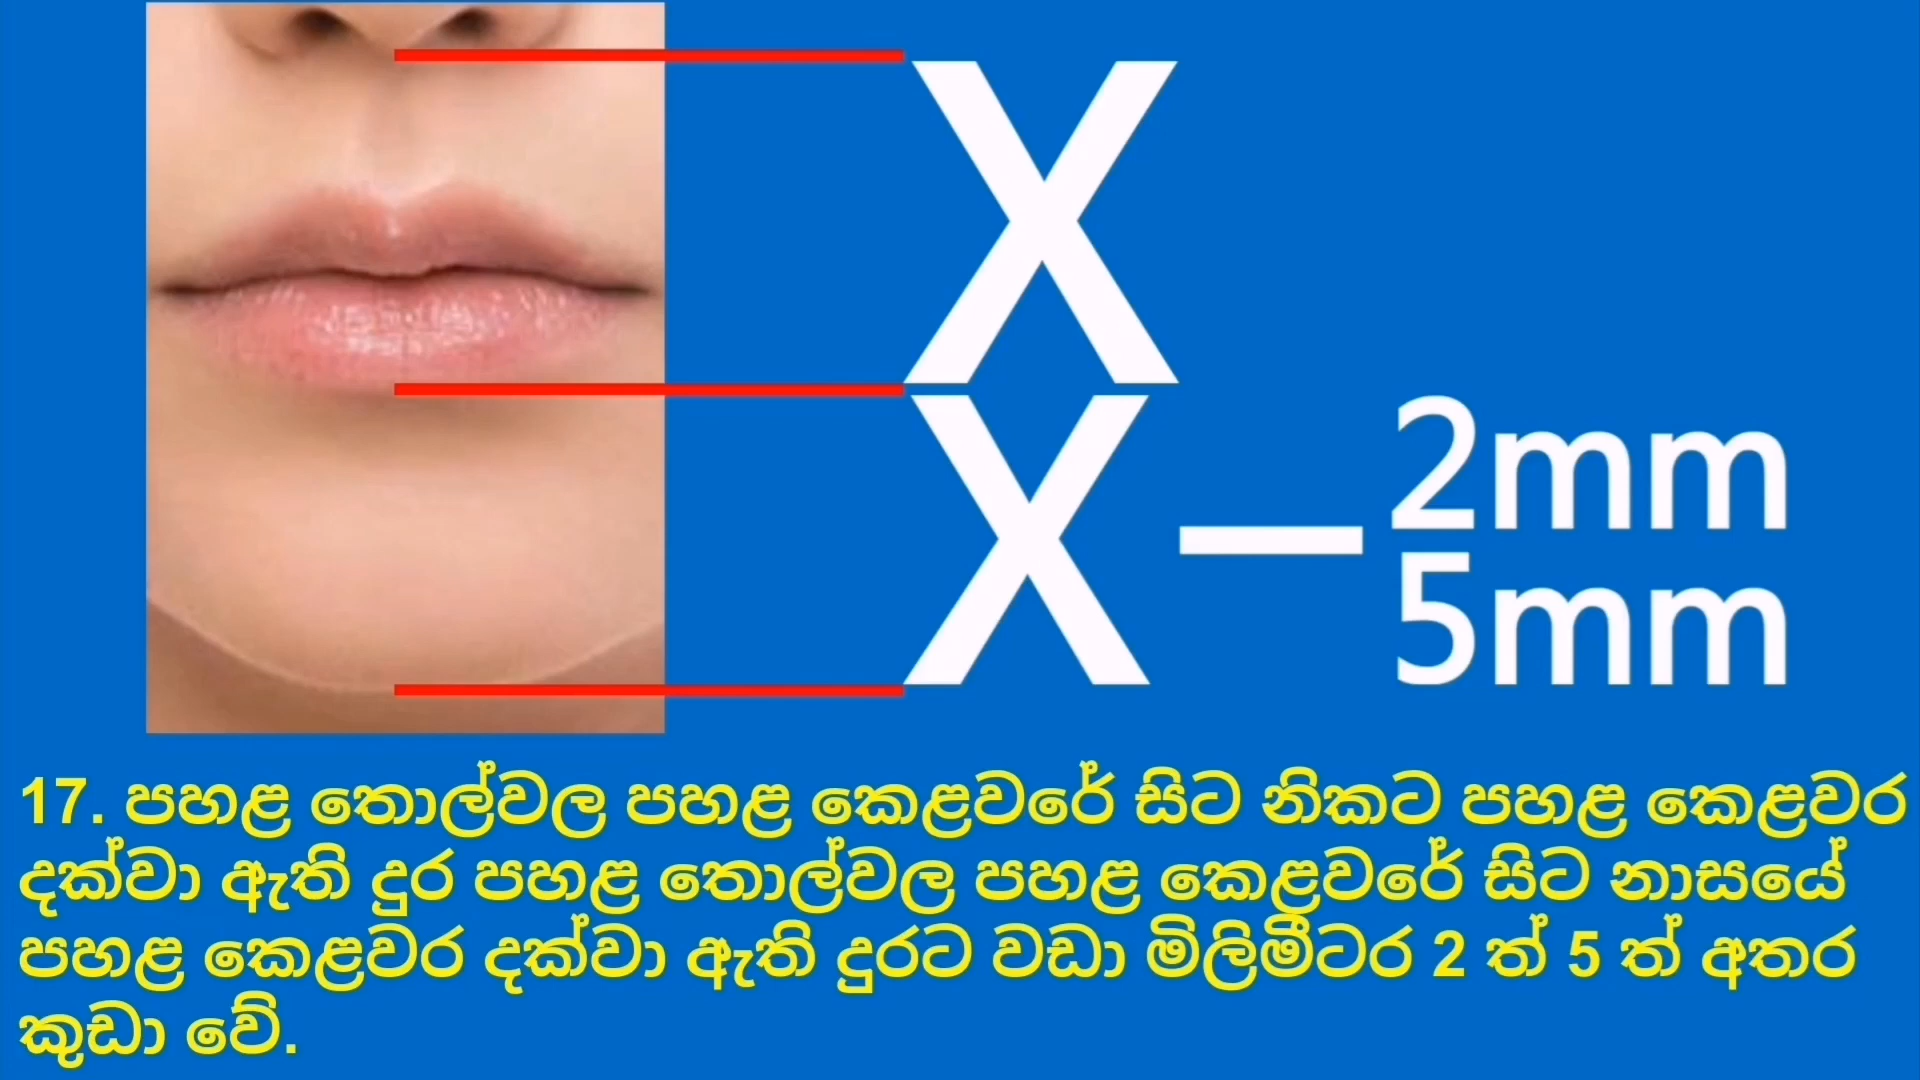 X
X — 2mm
5mm
17. පහළ තොල්වල පහළ කෙළවරේ සිට නිකට පහළ කෙළවර
දක්වා ඇති දුර පහළ තොල්වල පහළ කෙළවරේ සිට නාසයේ
පහළ කෙළවර දක්වා ඇති දුරට වඩා මිලිමීටර 2 ත් 5 ත් අතර
කුඩා වේ.